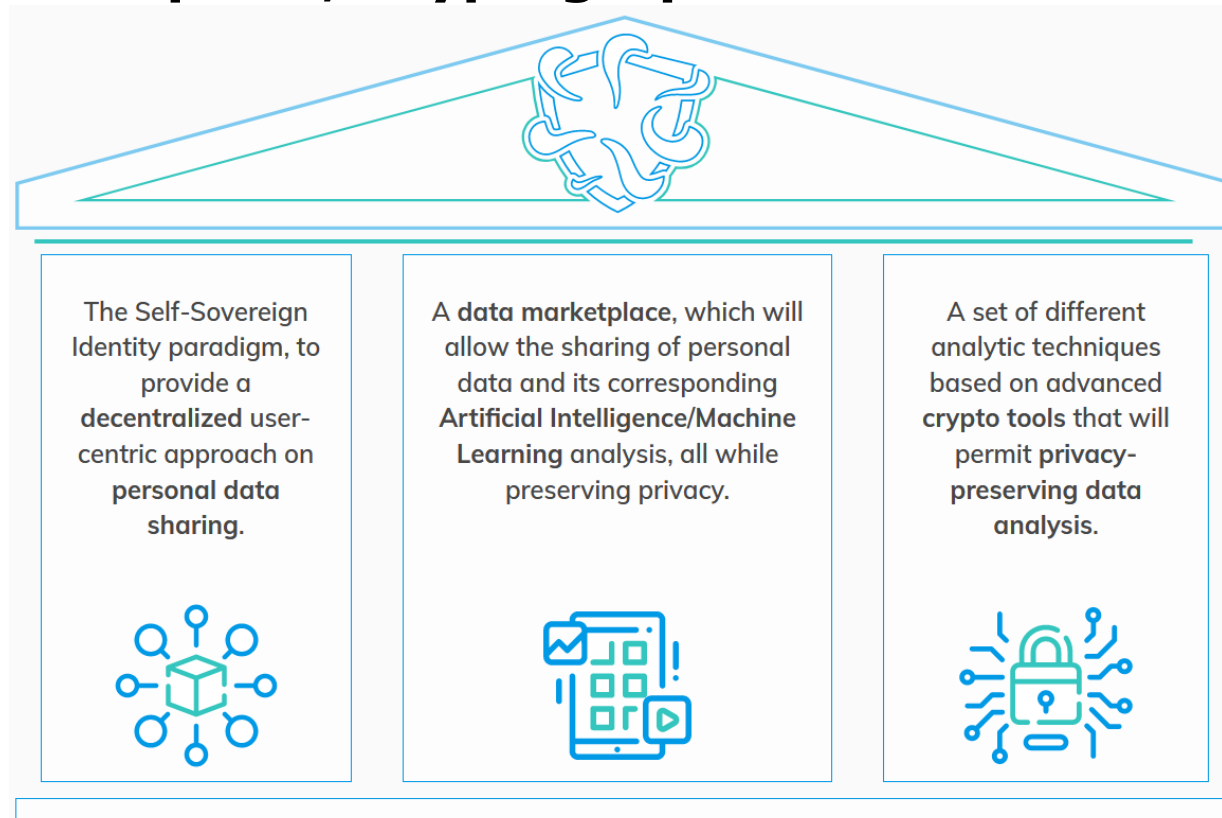 The Self-Sovereign
Identity paradigm, to
provide a
decentralized user-
centric approach on
personal data
sharing.
A data marketplace, which will
allow the sharing of personal
data and its corresponding
Artificial Intelligence/Machine
Learning analysis, all while
preserving privacy.
A set of different
analytic techniques
based on advanced
crypto tools that will
permit privacy-
preserving data
analysis.